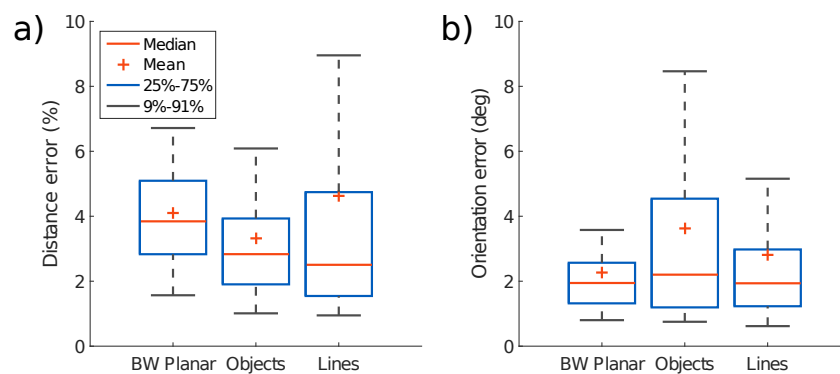 a)
Distance error (%)
10
8
6
4
2
0
Median
Mean
25%-75%
9%-91%
BW Planar Objects Lines
b)
Orientation error (deg)
10
8
6
4
2
0
BW Planar Objects Lines